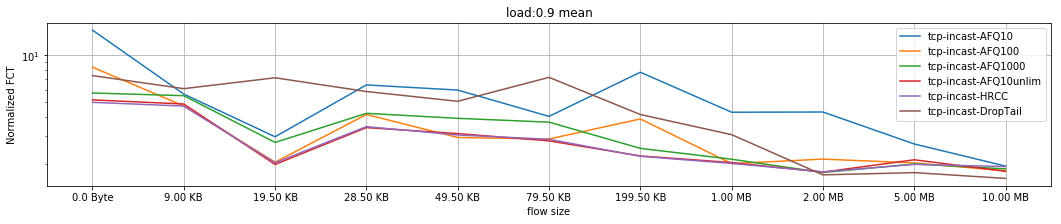 load:0.9 mean
Normalized FCT
10^1
tcp-incast-AFQ10
tcp-incast-AFQ100
tcp-incast-AFQ1000
tcp-incast-AFQ10unlim
tcp-incast-HRCC
tcp-incast-DropTail
0.0 Byte 9.00 KB 19.50 KB 28.50 KB 49.50 KB 79.50 KB 199.50 KB 1.00 MB 2.00 MB 5.00 MB 10.00 MB
flow size